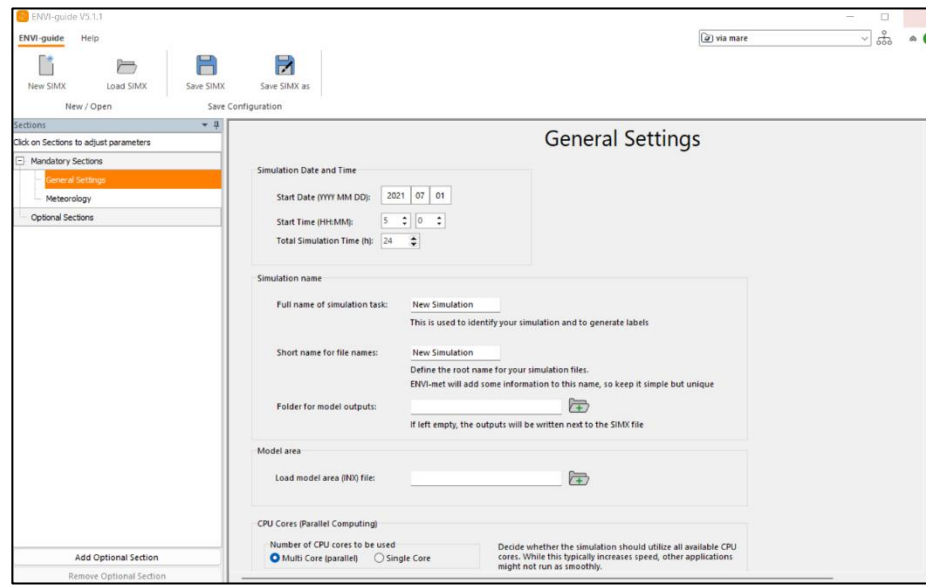 ENVI-guide V5.1.1
ENVI-guide Help
via mare
New SIMX Load SIMX Save SIMX Save SIMX as
New / Open Save Configuration
Sections
Click on Sections to adjust parameters
Mandatory Sections
General Settings
Meteorology
Optional Sections
Add Optional Section
Remove Optional Section
General Settings
Simulation Date and Time
Start Date (YYYY MM DD): 2021 07 01
Start Time (HH:MM): 5 0
Total Simulation Time (h): 24
Simulation name
Full name of simulation task: New Simulation
This is used to identify your simulation and to generate labels
Short name for file names: New Simulation
Define the root name for your simulation files.
ENVI-met will add some information to this name, so keep it simple but unique
Folder for model outputs:
If left empty, the outputs will be written next to the SIMX file
Model area
Load model area (INX) file:
CPU Cores (Parallel Computing)
Number of CPU cores to be used
Multi Core (parallel) Single Core
Decide whether the simulation should utilize all available CPU
cores. While this typically increases speed, other applications
might not run as smoothly.